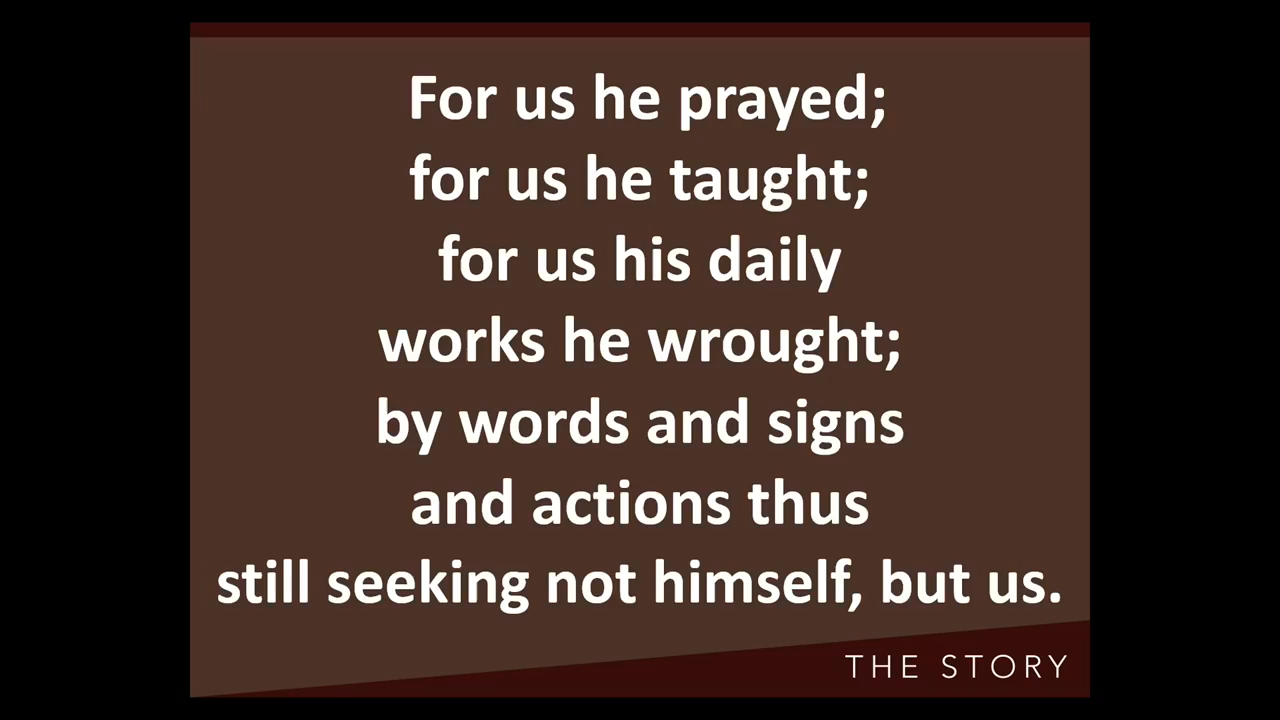 For us he prayed;
for us he taught;
for us his daily
works he wrought;
by words and signs
and actions thus
still seeking not himself, but us.
THE STORY